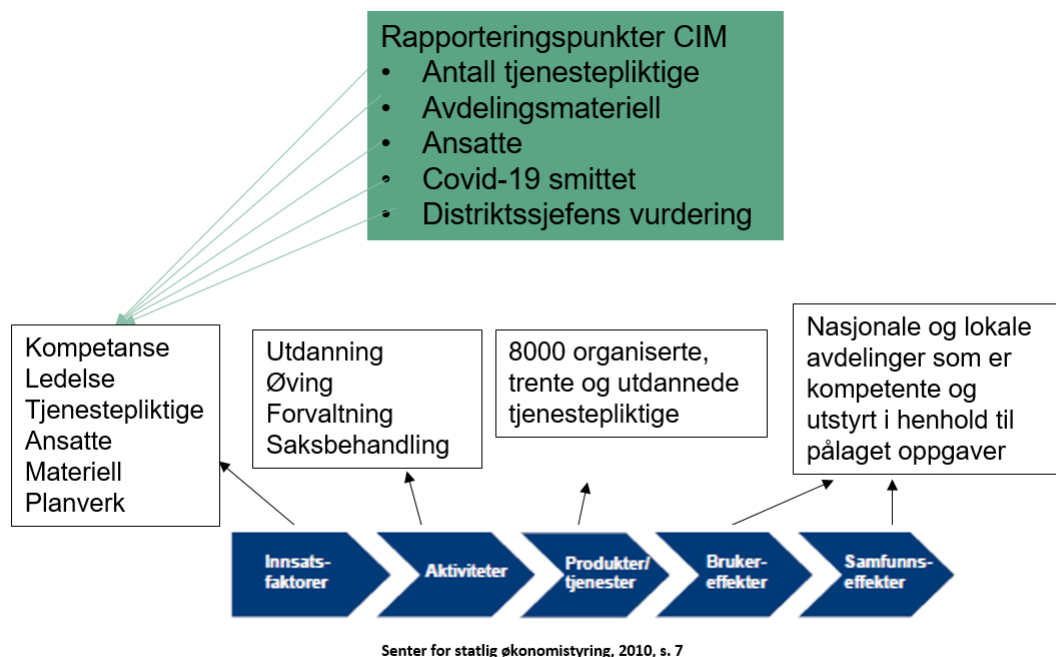 Rapporteringspunkter CIM
• Antall tjenestepliktige
• Avdelingsmateriell
• Ansatte
• Covid-19 smittet
• Distriktssjefens vurdering
Kompetanse
Ledelse
Tjenestepliktige
Ansatte
Materiell
Planverk
Utdanning
Øving
Forvaltning
Saksbehandling
8000 organiserte,
trente og utdannede
tjenestepliktige
Nasjonale og lokale
avdelinger som er
kompetente og
utstyrt i henhold til
pålaget oppgaver
Innsats-
faktorer
Aktiviteter
Produkter/
tjenester
Bruker-
effekter
Samfunns-
effekter
Senter for statlig økonomistyring, 2010, s. 7